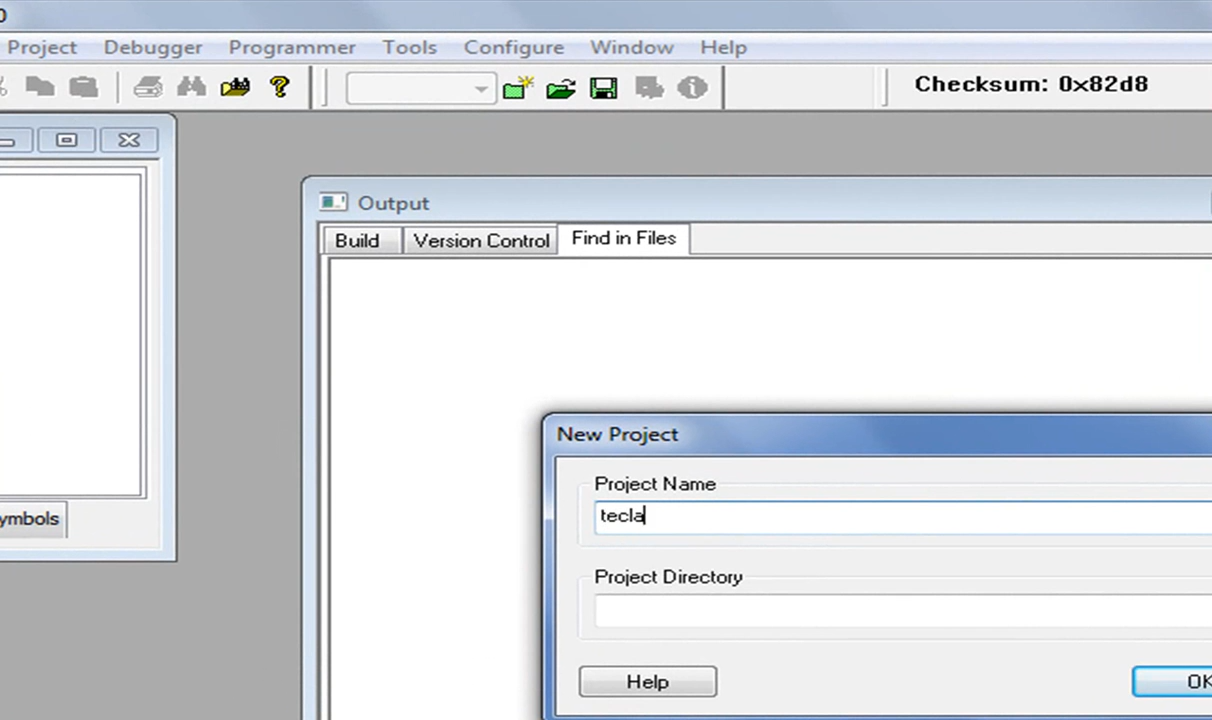 Project Debugger Programmer Tools Configure Window Help
Checksum: 0x82d8
Output
Build Version Control Find in Files
New Project
Project Name
tecla
ymbols
Project Directory
Help OK